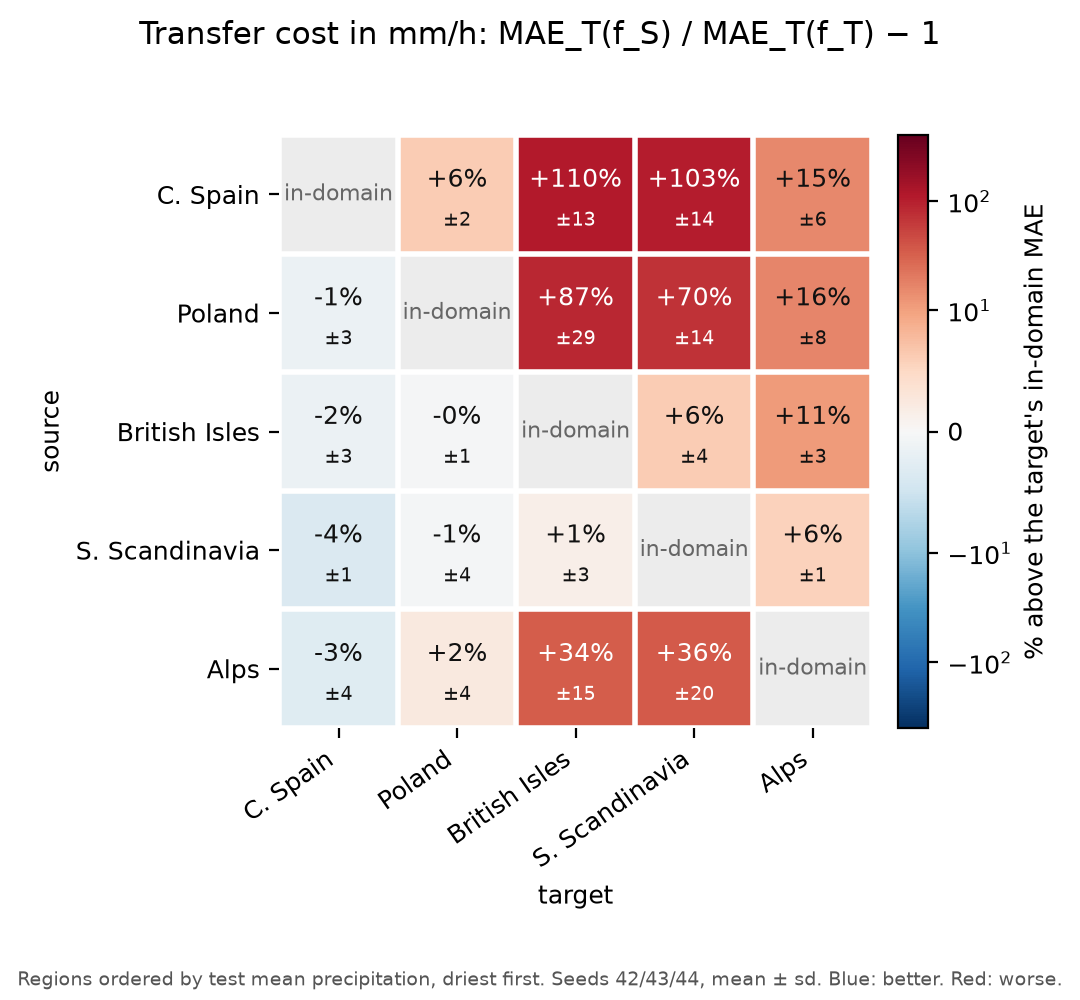 Transfer cost in mm/h: MAE_T(f_S) / MAE_T(f_T) − 1
C. Spain
in-domain
+6%
±2
+110%
±13
+103%
±14
+15%
±6
Poland
-1%
±3
in-domain
+87%
±29
+70%
±14
+16%
±8
British Isles
-2%
±3
-0%
±1
in-domain
+6%
±4
+11%
±3
S. Scandinavia
-4%
±1
-1%
±4
+1%
±3
in-domain
+6%
±1
Alps
-3%
±4
+2%
±4
+34%
±15
+36%
±20
in-domain
source
C. Spain
Poland
British Isles
S. Scandinavia
Alps
target
10²
10¹
0
−10¹
−10²
% above the target's in-domain MAE
Regions ordered by test mean precipitation, driest first. Seeds 42/43/44, mean ± sd. Blue: better. Red: worse.